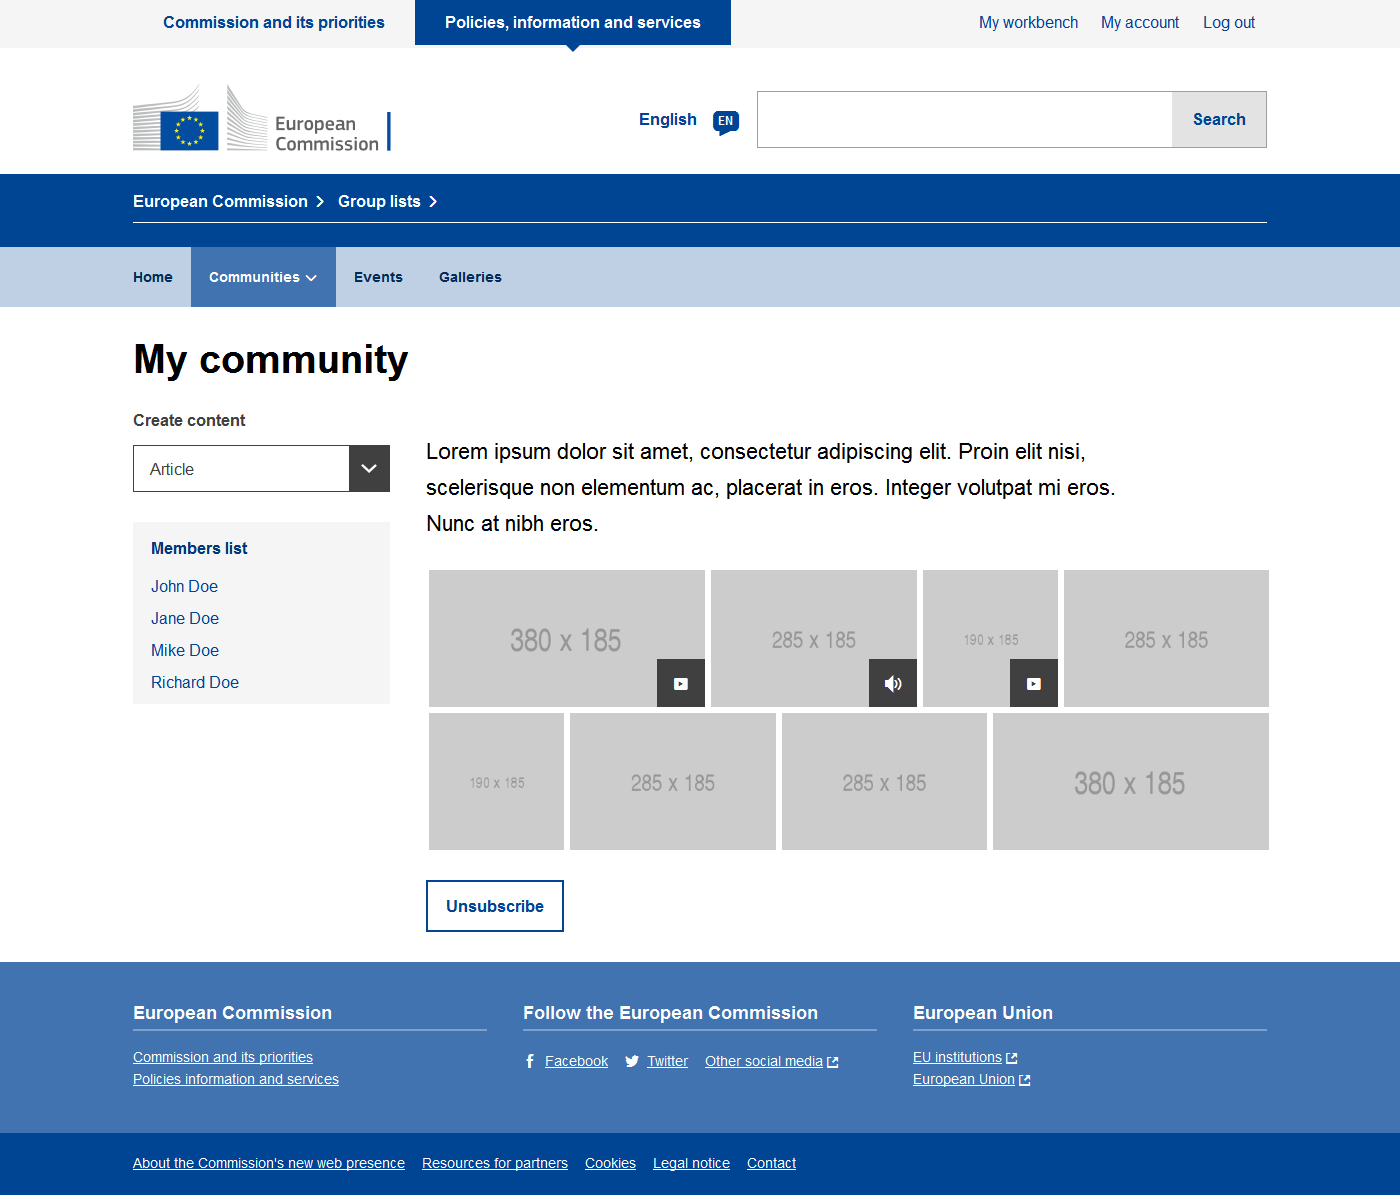 Commission and its priorities
Policies, information and services
My workbench
My account
Log out
European
Commission
English
EN
Search
European Commission
Group lists
Home
Communities
Events
Galleries
My community
Create content
Article
Members list
John Doe
Jane Doe
Mike Doe
Richard Doe
Lorem ipsum dolor sit amet, consectetur adipiscing elit. Proin elit nisi,
scelerisque non elementum ac, placerat in eros. Integer volutpat mi eros.
Nunc at nibh eros.
380 x 185
285 x 185
190 x 185
285 x 185
190 x 185
285 x 185
285 x 185
380 x 185
Unsubscribe
European Commission
Commission and its priorities
Policies information and services
Follow the European Commission
Facebook
Twitter
Other social media
European Union
EU institutions
European Union
About the Commission's new web presence
Resources for partners
Cookies
Legal notice
Contact